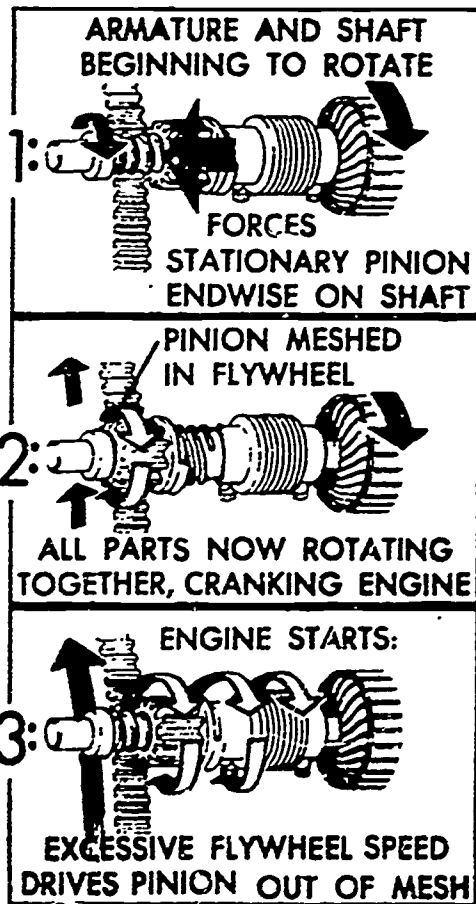 ARMATURE AND SHAFT
BEGINNING TO ROTATE
1:
FORCES
STATIONARY PINION
ENDWISE ON SHAFT
PINION MESHED
IN FLYWHEEL
2:
ALL PARTS NOW ROTATING
TOGETHER, CRANKING ENGINE
ENGINE STARTS:
3:
EXCESSIVE FLYWHEEL SPEED
DRIVES PINION OUT OF MESH